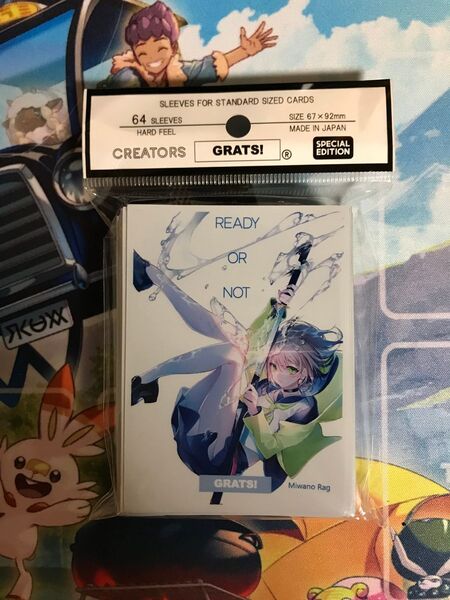 SLEEVES FOR STANDARD SIZED CARDS
64 SLEEVES
HARD FEEL
SIZE 67×92mm
MADE IN JAPAN
CREATORS GRATS! ®
SPECIAL EDITION
READY
OR
NOT
GRATS!
Miwano Rag